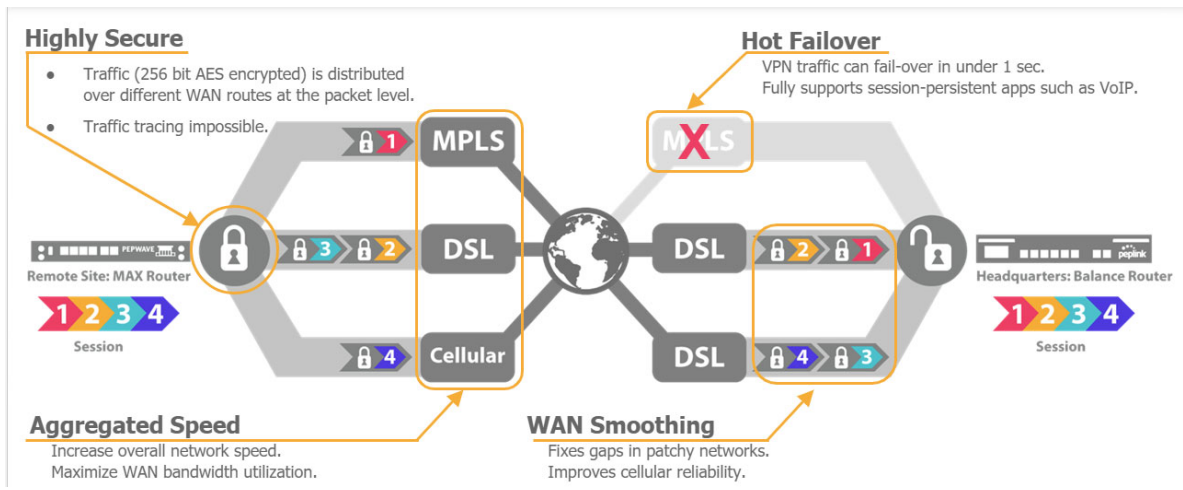 Highly Secure
● Traffic (256 bit AES encrypted) is distributed
over different WAN routes at the packet level.
● Traffic tracing impossible.
Hot Failover
VPN traffic can fail-over in under 1 sec.
Fully supports session-persistent apps such as VoIP.
1
MPLS
MPLS
X
PEPWAVE
3
2
DSL
DSL
2
1
peplink
Remote Site: MAX Router
Headquarters: Balance Router
1 2 3 4
1 2 3 4
Session
Session
4
Cellular
DSL
4
3
Aggregated Speed
Increase overall network speed.
Maximize WAN bandwidth utilization.
WAN Smoothing
Fixes gaps in patchy networks.
Improves cellular reliability.